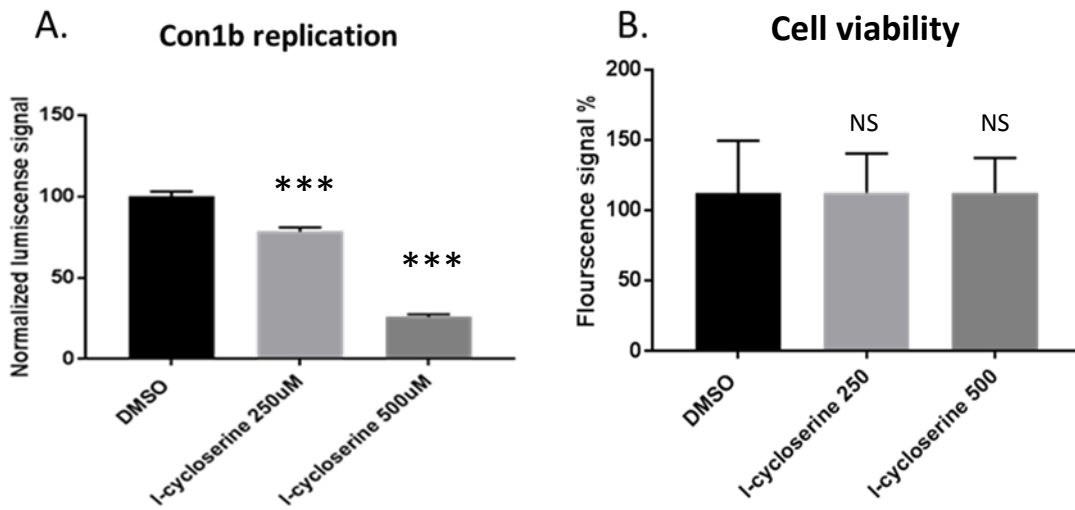 A.
Con1b replication
Normalized lumiscense signal
150
100
50
0
***
***
DMSO
l-cycloserine 250uM
l-cycloserine 500uM
B.
Cell viability
Flourscence signal %
200
150
100
50
0
NS
NS
DMSO
l-cycloserine 250
l-cycloserine 500